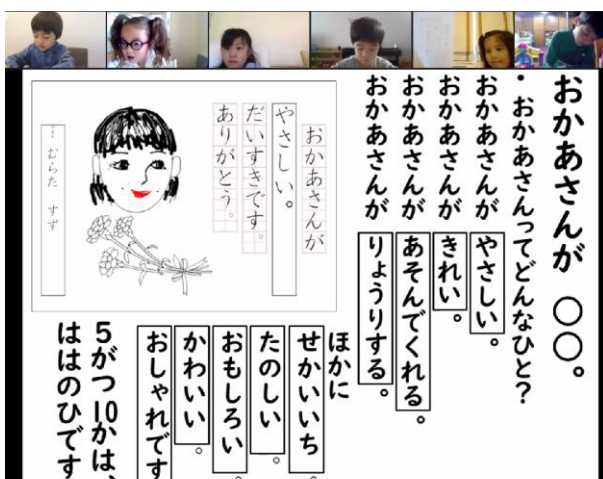 おかあさんが ○○。
・おかあさんってどんなひと?
おかあさんが やさしい。
おかあさんが きれい。
おかあさんが あそんでくれる。
おかあさんが りょうりする。
おかあさんが
やさしい。
だいすきです。
ありがとう。
むらた すず
ほかに
せかいいち。
たのしい。
おもしろい。
かわいい。
おしゃれです
5がつ10かは、
ははのひです